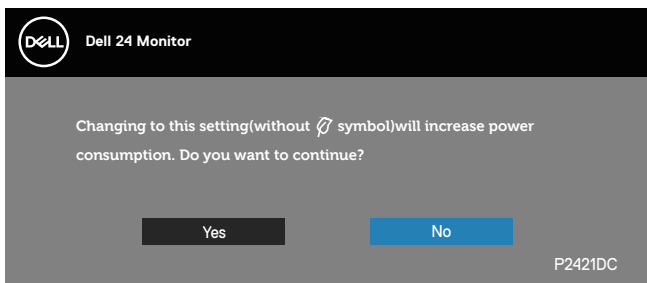 DELL Dell 24 Monitor
Changing to this setting(without symbol)will increase power
consumption. Do you want to continue?
Yes No
P2421DC